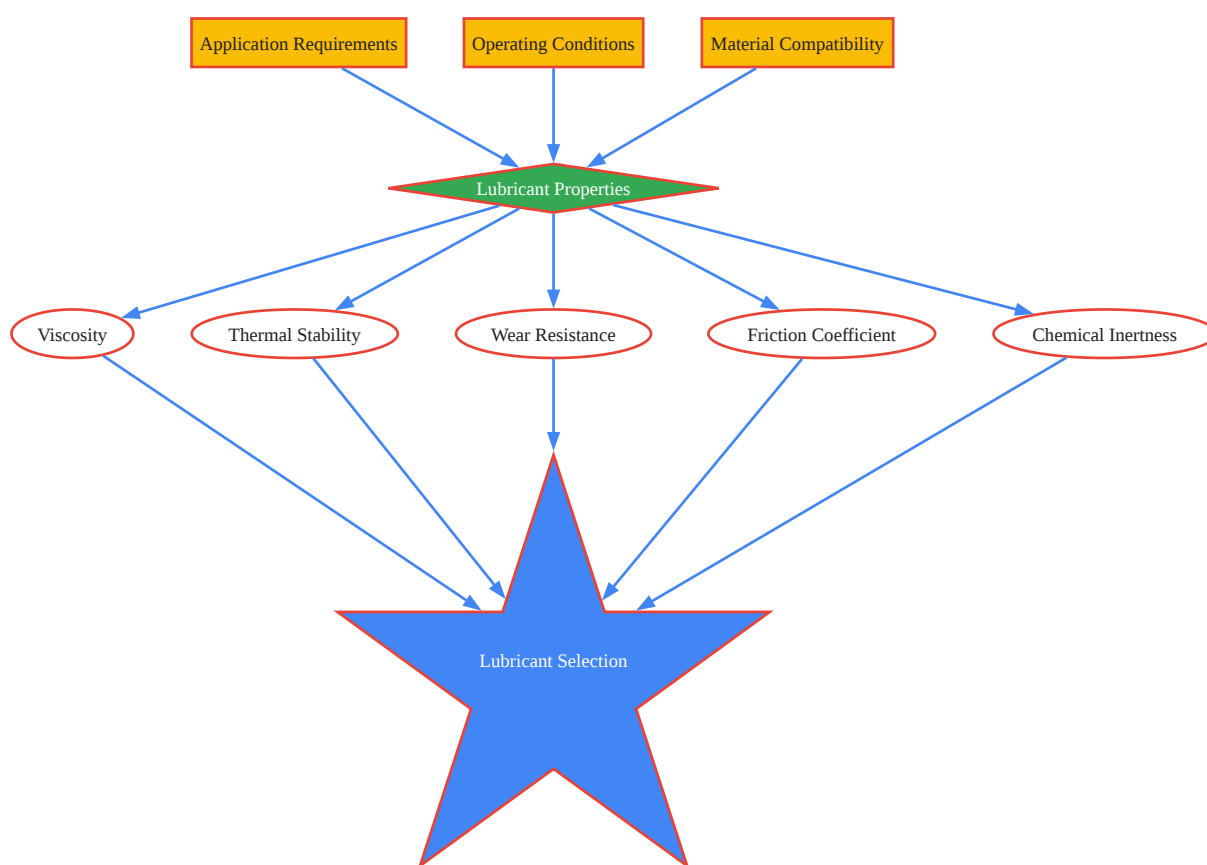 Application Requirements
Operating Conditions
Material Compatibility
Lubricant Properties
Viscosity
Thermal Stability
Wear Resistance
Friction Coefficient
Chemical Inertness
Lubricant Selection